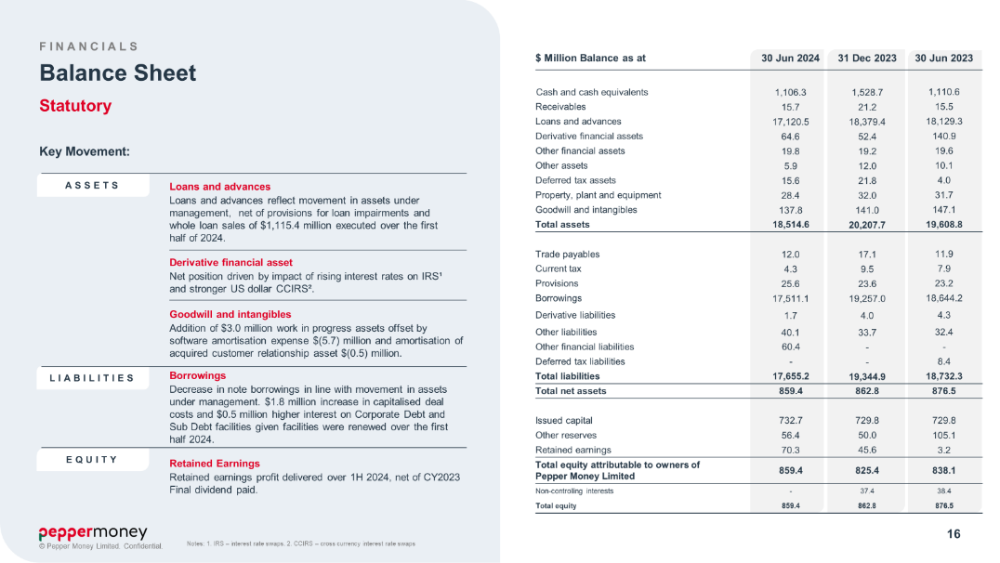 FINANCIALS
Balance Sheet
Statutory
Key Movement:
ASSETS
Loans and advances
Loans and advances reflect movement in assets under
management, net of provisions for loan impairments and
whole loan sales of $1,115.4 million executed over the first
half of 2024.
Derivative financial asset
Net position driven by impact of rising interest rates on IRS¹
and stronger US dollar CCIRS².
Goodwill and intangibles
Addition of $3.0 million work in progress assets offset by
software amortisation expense $(5.7) million and amortisation of
acquired customer relationship asset $(0.5) million.
LIABILITIES
Borrowings
Decrease in note borrowings in line with movement in assets
under management. $1.8 million increase in capitalised deal
costs and $0.5 million higher interest on Corporate Debt and
Sub Debt facilities given facilities were renewed over the first
half 2024.
EQUITY
Retained Earnings
Retained earnings profit delivered over 1H 2024, net of CY2023
Final dividend paid.
peppermoney
© Pepper Money Limited. Confidential.
Notes: 1. IRS – interest rate swaps. 2. CCIRS – cross currency interest rate swaps
$ Million Balance as at 30 Jun 2024 31 Dec 2023 30 Jun 2023
Cash and cash equivalents 1,106.3 1,528.7 1,110.6
Receivables 15.7 21.2 15.5
Loans and advances 17,120.5 18,379.4 18,129.3
Derivative financial assets 64.6 52.4 140.9
Other financial assets 19.8 19.2 19.6
Other assets 5.9 12.0 10.1
Deferred tax assets 15.6 21.8 4.0
Property, plant and equipment 28.4 32.0 31.7
Goodwill and intangibles 137.8 141.0 147.1
Total assets 18,514.6 20,207.7 19,608.8
Trade payables 12.0 17.1 11.9
Current tax 4.3 9.5 7.9
Provisions 25.6 23.6 23.2
Borrowings 17,511.1 19,257.0 18,644.2
Derivative liabilities 1.7 4.0 4.3
Other liabilities 40.1 33.7 32.4
Other financial liabilities 60.4 - -
Deferred tax liabilities - - 8.4
Total liabilities 17,655.2 19,344.9 18,732.3
Total net assets 859.4 862.8 876.5
Issued capital 732.7 729.8 729.8
Other reserves 56.4 50.0 105.1
Retained earnings 70.3 45.6 3.2
Total equity attributable to owners of
Pepper Money Limited 859.4 825.4 838.1
Non-controlling interests - 37.4 38.4
Total equity 859.4 862.8 876.5
16